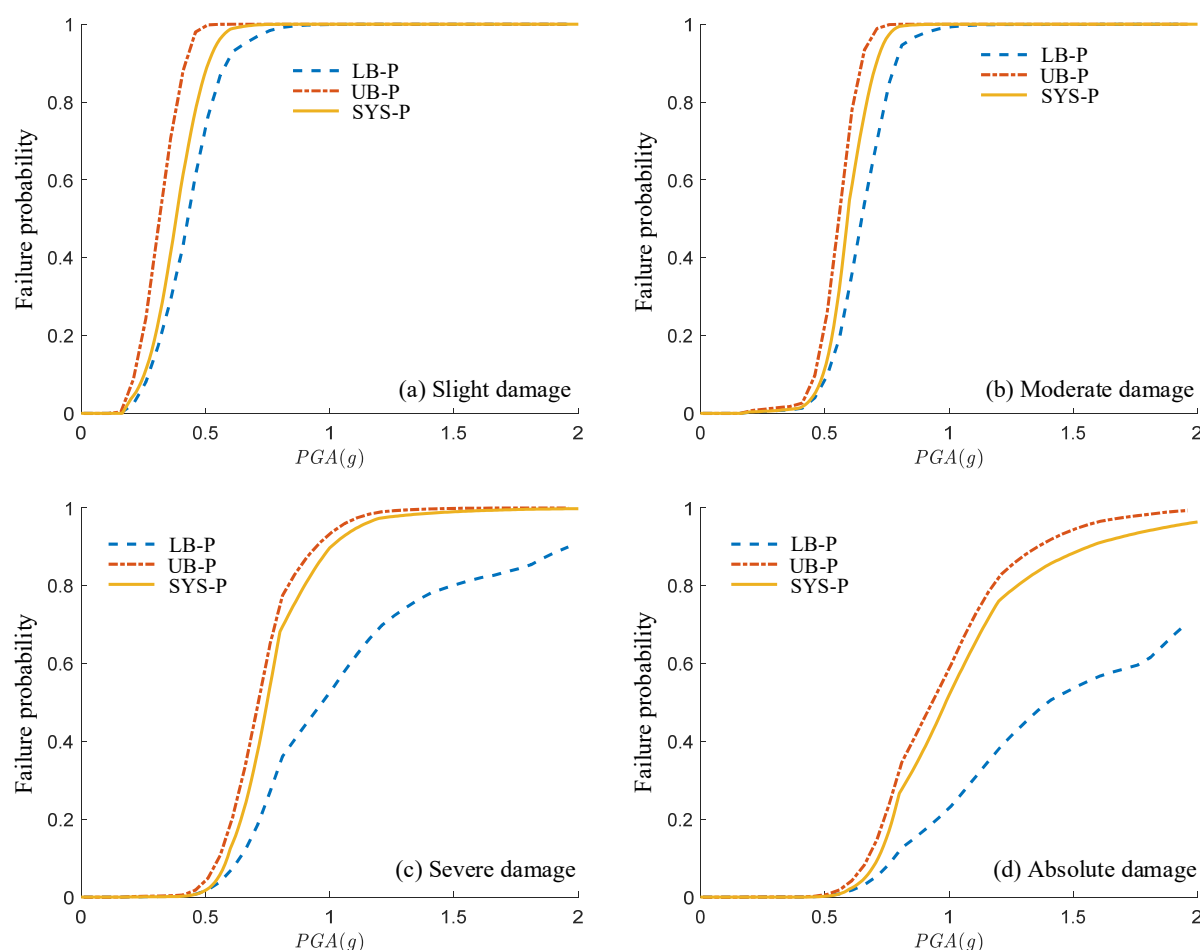 1
0.8
0.6
0.4
0.2
0
Failure probability
LB-P
UB-P
SYS-P
(a) Slight damage
0 0.5 1 1.5 2
PGA(g)
1
0.8
0.6
0.4
0.2
0
Failure probability
LB-P
UB-P
SYS-P
(b) Moderate damage
0 0.5 1 1.5 2
PGA(g)
1
0.8
0.6
0.4
0.2
0
Failure probability
LB-P
UB-P
SYS-P
(c) Severe damage
0 0.5 1 1.5 2
PGA(g)
1
0.8
0.6
0.4
0.2
0
Failure probability
LB-P
UB-P
SYS-P
(d) Absolute damage
0 0.5 1 1.5 2
PGA(g)